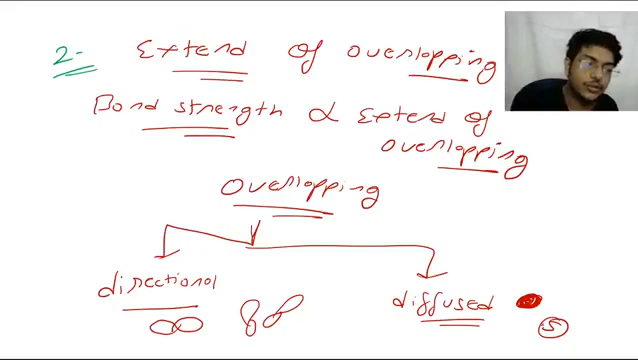 2- Extend of overlapping
Bond strength ∝ Extend of
overlapping
Overlapping
directional
diffused
S